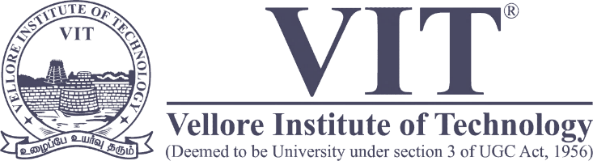 VELLORE INSTITUTE OF TECHNOLOGY
VIT
உழைப்பே உயர்வு தரும்
VIT®
Vellore Institute of Technology
(Deemed to be University under section 3 of UGC Act, 1956)